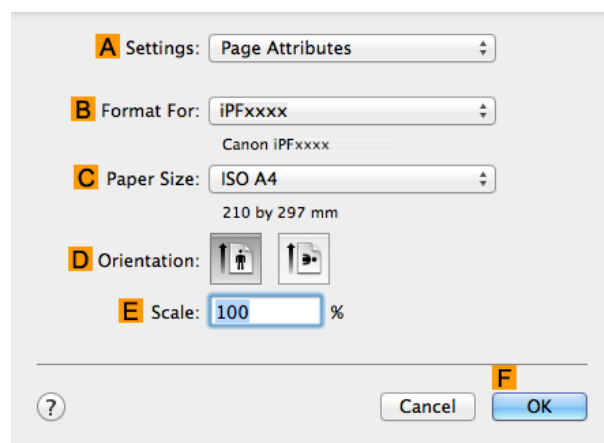 A Settings: Page Attributes
B Format For: iPFxxxx
Canon iPFxxxx
C Paper Size: ISO A4
210 by 297 mm
D Orientation:
E Scale: 100 %
F
? Cancel OK